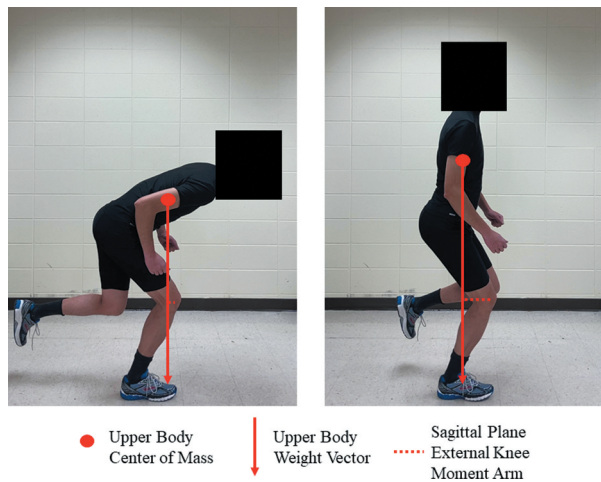 Upper Body
Center of Mass
Upper Body
Weight Vector
Sagittal Plane
External Knee
Moment Arm